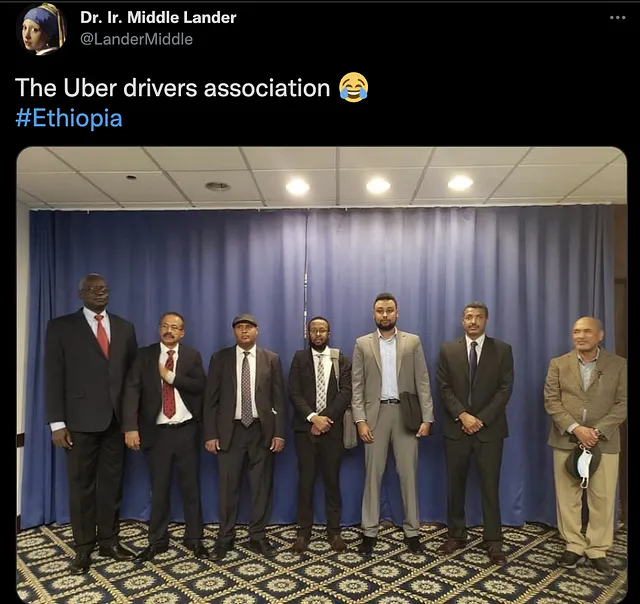 Dr. Ir. Middle Lander
@LanderMiddle
The Uber drivers association 😂
#Ethiopia